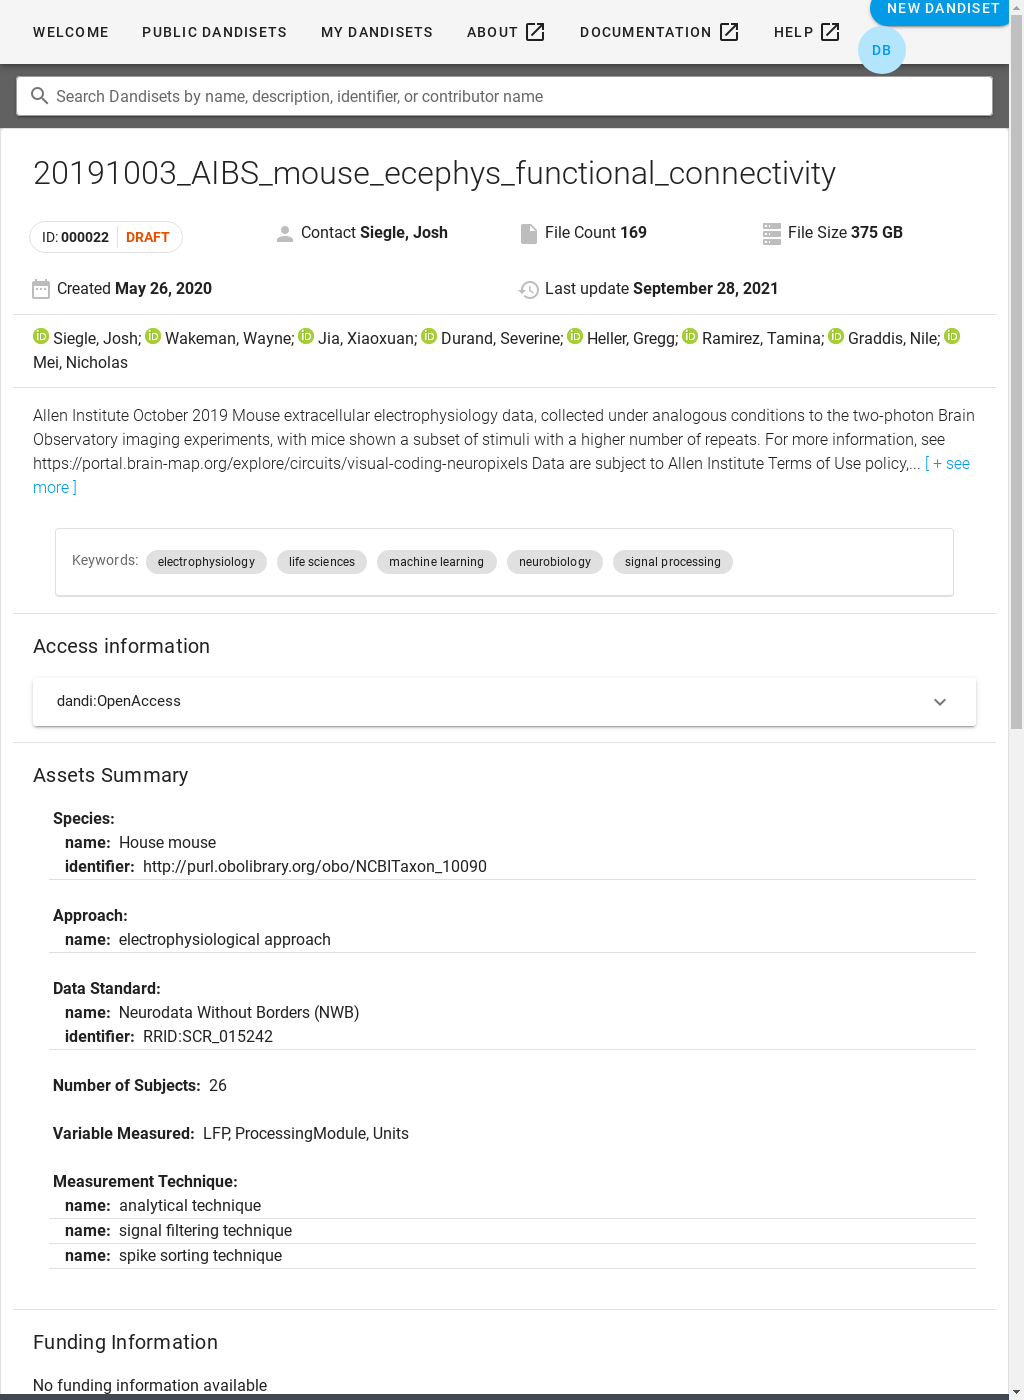 NEW DANDISET
WELCOME PUBLIC DANDISETS MY DANDISETS ABOUT DOCUMENTATION HELP
DB
Search Dandisets by name, description, identifier, or contributor name
20191003_AIBS_mouse_ecephys_functional_connectivity
ID: 000022 DRAFT Contact Siegle, Josh File Count 169 File Size 375 GB
Created May 26, 2020 Last update September 28, 2021
iD Siegle, Josh; iD Wakeman, Wayne; iD Jia, Xiaoxuan; iD Durand, Severine; iD Heller, Gregg; iD Ramirez, Tamina; iD Graddis, Nile; iD
Mei, Nicholas
Allen Institute October 2019 Mouse extracellular electrophysiology data, collected under analogous conditions to the two-photon Brain
Observatory imaging experiments, with mice shown a subset of stimuli with a higher number of repeats. For more information, see
https://portal.brain-map.org/explore/circuits/visual-coding-neuropixels Data are subject to Allen Institute Terms of Use policy,... [ + see
more ]
Keywords: electrophysiology life sciences machine learning neurobiology signal processing
Access information
dandi:OpenAccess
Assets Summary
Species:
name: House mouse
identifier: http://purl.obolibrary.org/obo/NCBITaxon_10090
Approach:
name: electrophysiological approach
Data Standard:
name: Neurodata Without Borders (NWB)
identifier: RRID:SCR_015242
Number of Subjects: 26
Variable Measured: LFP, ProcessingModule, Units
Measurement Technique:
name: analytical technique
name: signal filtering technique
name: spike sorting technique
Funding Information
No funding information available